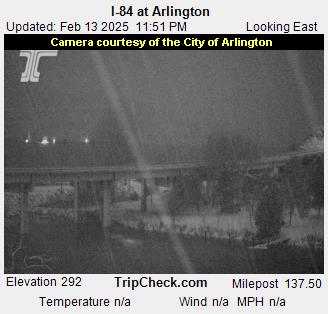 I-84 at Arlington
Updated: Feb 13 2025 11:51 PM Looking East
Camera courtesy of the City of Arlington
Elevation 292 TripCheck.com Milepost 137.50
Temperature n/a Wind n/a MPH n/a